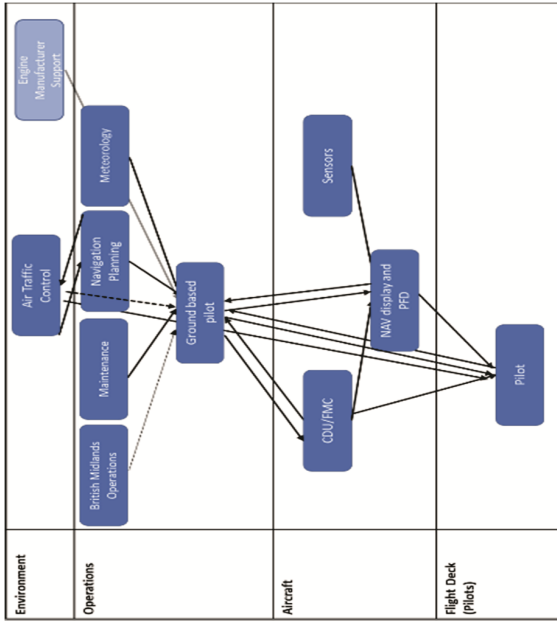 Environment
Air Traffic
Control
Engine
Manufacturer
Support
Operations
British Midlands
Operations
Maintenance
Navigation
Planning
Meteorology
Ground based
pilot
Aircraft
CDU/FMC
NAV display and
PFD
Sensors
Flight Deck
(Pilots)
Pilot